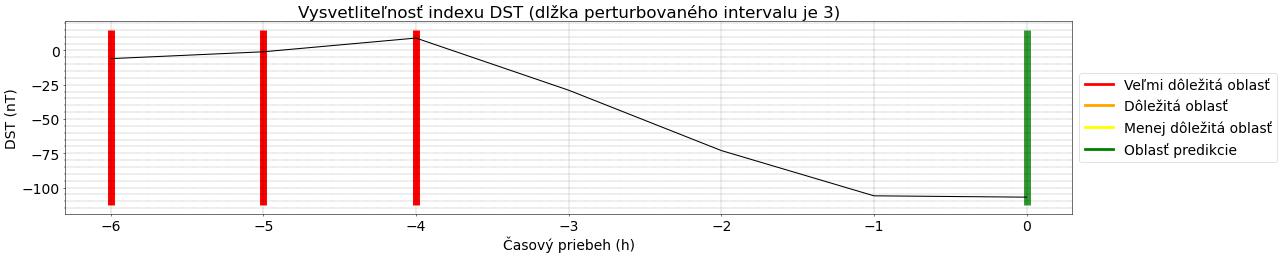 Vysvetliteľnosť indexu DST (dlžka perturbovaného intervalu je 3)
DST (nT)
0
−25
−50
−75
−100
−6 −5 −4 −3 −2 −1 0
Časový priebeh (h)
Veľmi dôležitá oblasť
Dôležitá oblasť
Menej dôležitá oblasť
Oblasť predikcie